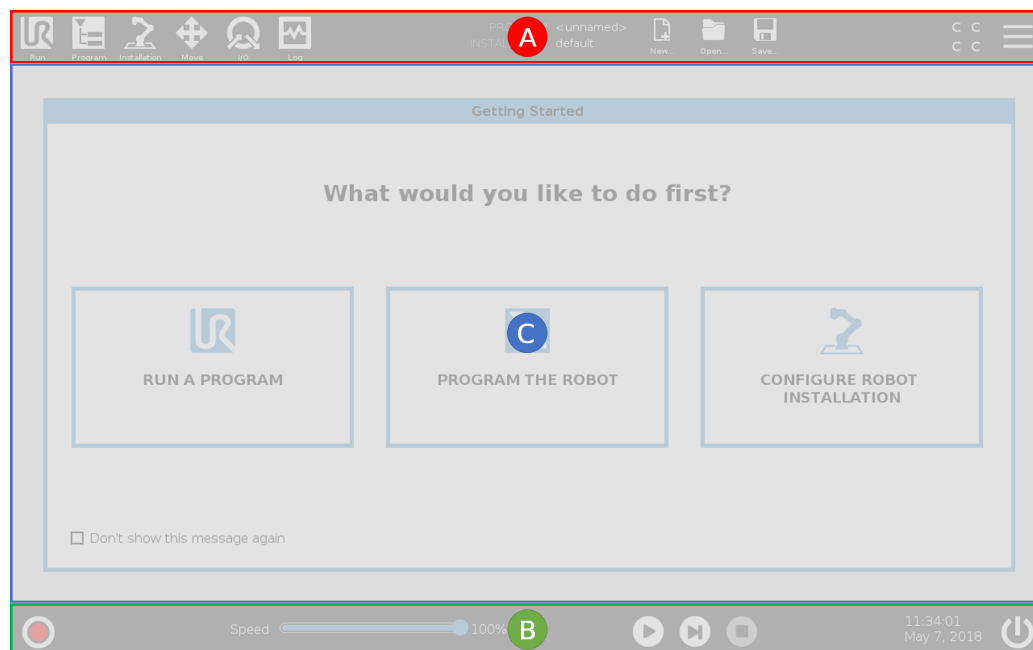 Run Program Installation Move I/O Log
A
<unnamed>
default
New... Open... Save...
C C
C C
Getting Started
What would you like to do first?
C
RUN A PROGRAM
PROGRAM THE ROBOT
CONFIGURE ROBOT
INSTALLATION
Don't show this message again
Speed 100%
B
11:34:01
May 7, 2018